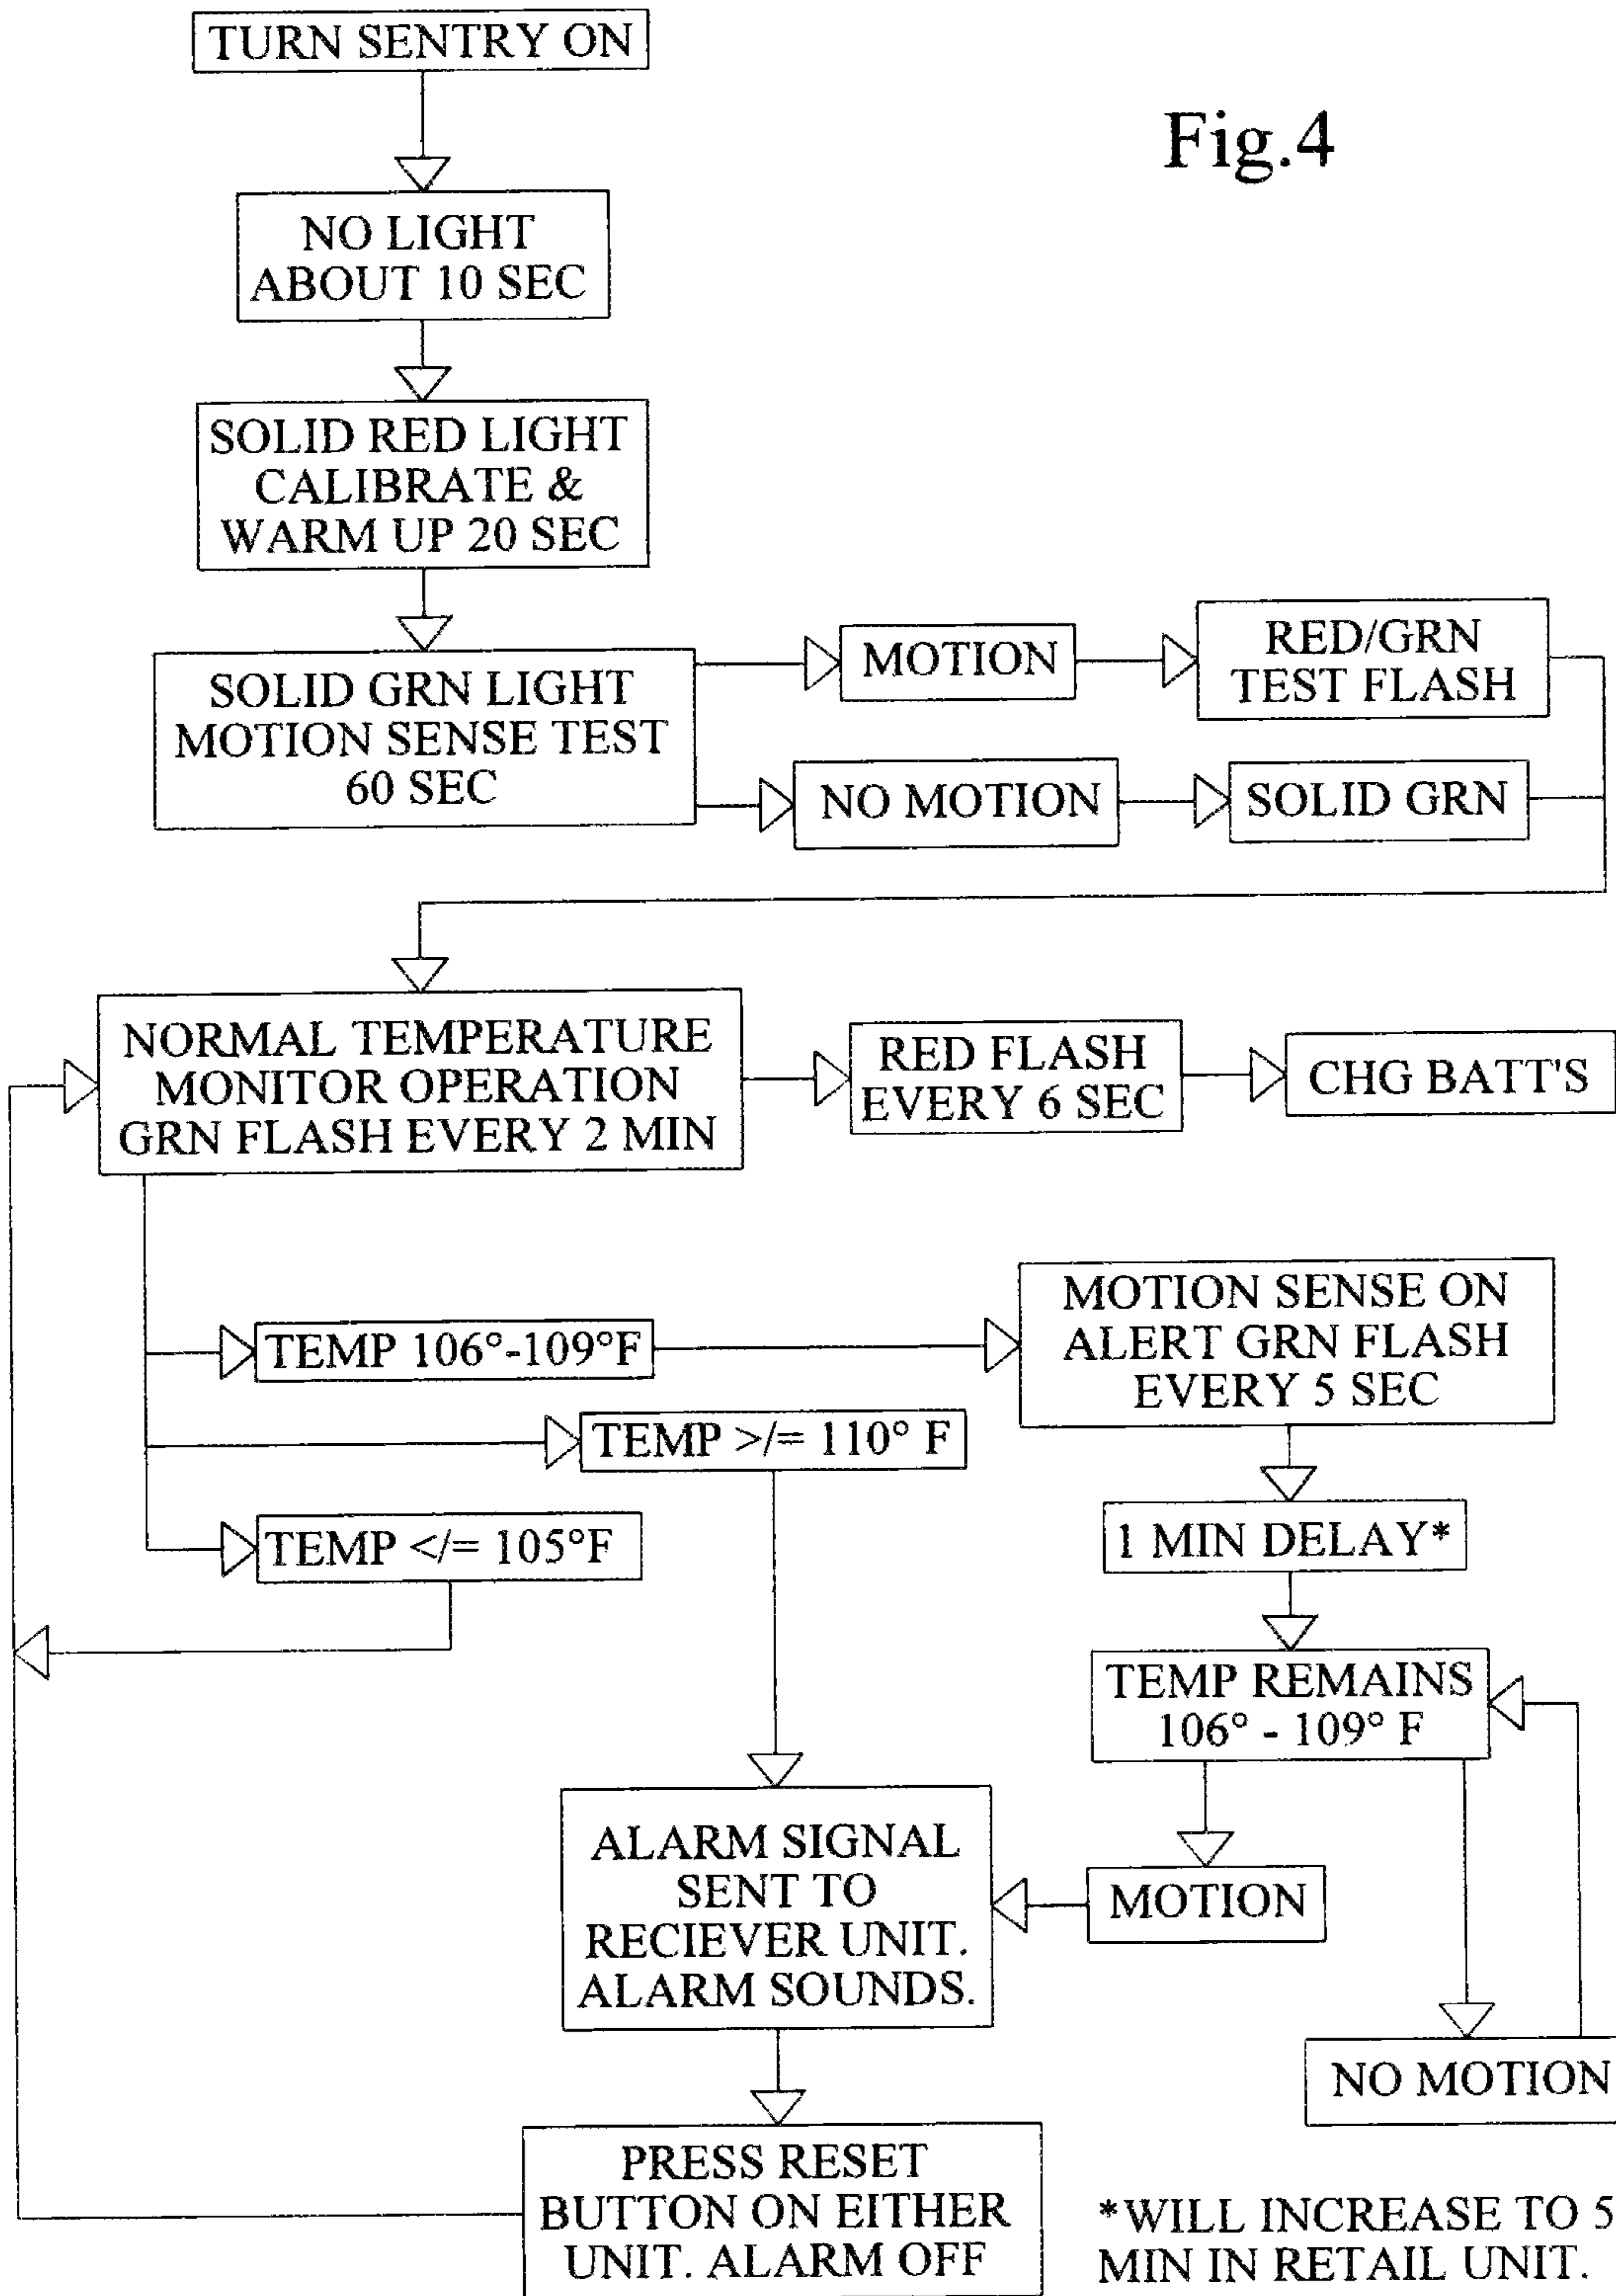 TURN SENTRY ON
Fig.4
NO LIGHT
ABOUT 10 SEC
SOLID RED LIGHT
CALIBRATE &
WARM UP 20 SEC
SOLID GRN LIGHT
MOTION SENSE TEST
60 SEC
MOTION
RED/GRN
TEST FLASH
NO MOTION
SOLID GRN
NORMAL TEMPERATURE
MONITOR OPERATION
GRN FLASH EVERY 2 MIN
RED FLASH
EVERY 6 SEC
CHG BATT'S
TEMP 106°-109°F
MOTION SENSE ON
ALERT GRN FLASH
EVERY 5 SEC
TEMP >/= 110° F
TEMP </= 105°F
1 MIN DELAY*
TEMP REMAINS
106° - 109° F
ALARM SIGNAL
SENT TO
RECIEVER UNIT.
ALARM SOUNDS.
MOTION
NO MOTION
PRESS RESET
BUTTON ON EITHER
UNIT. ALARM OFF
*WILL INCREASE TO 5
MIN IN RETAIL UNIT.